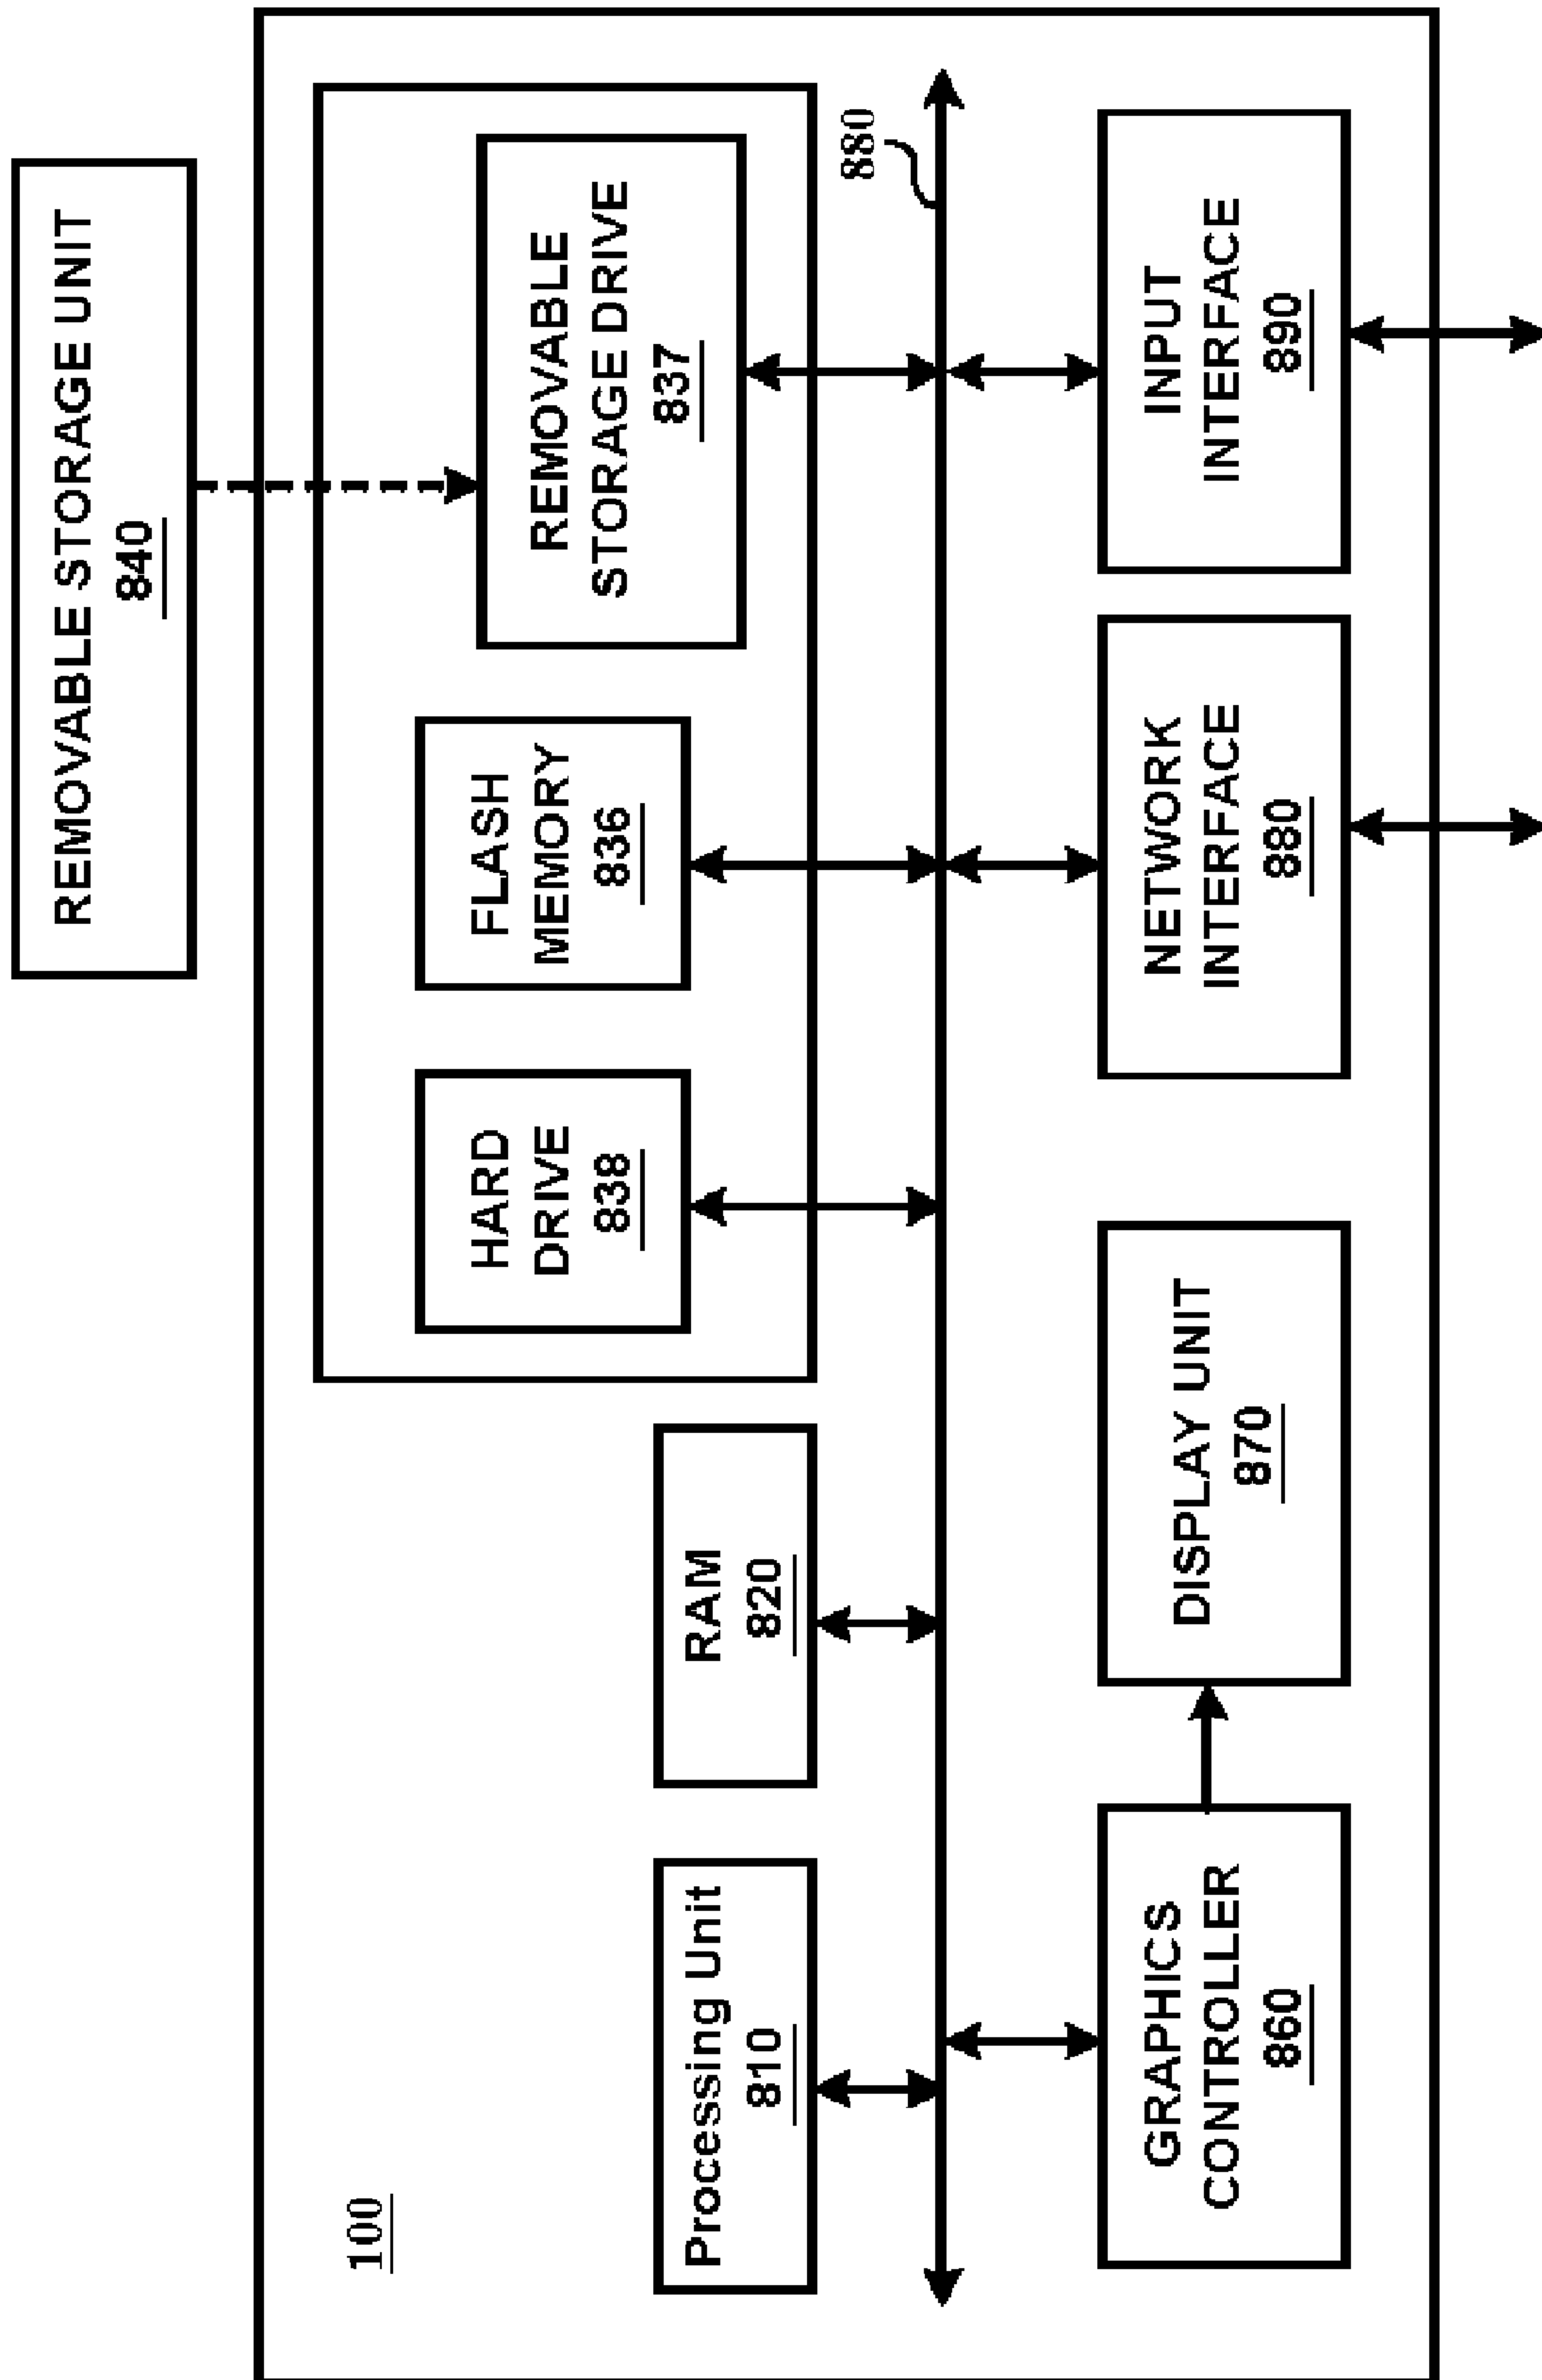 REMOVABLE STORAGE UNIT
840
100
Processing Unit
810
RAM
820
HARD
DRIVE
838
FLASH
MEMORY
836
REMOVABLE
STORAGE DRIVE
837
880
GRAPHICS
CONTROLLER
860
DISPLAY UNIT
870
NETWORK
INTERFACE
880
INPUT
INTERFACE
890